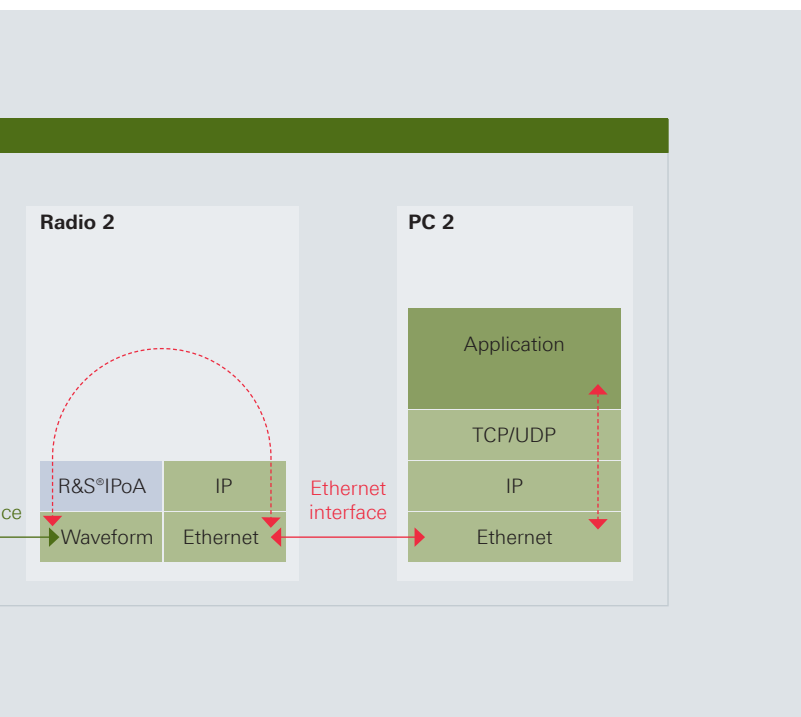 Radio 2
PC 2
Application
TCP/UDP
R&S®IPoA
IP
Ethernet
interface
IP
ce
Waveform
Ethernet
Ethernet